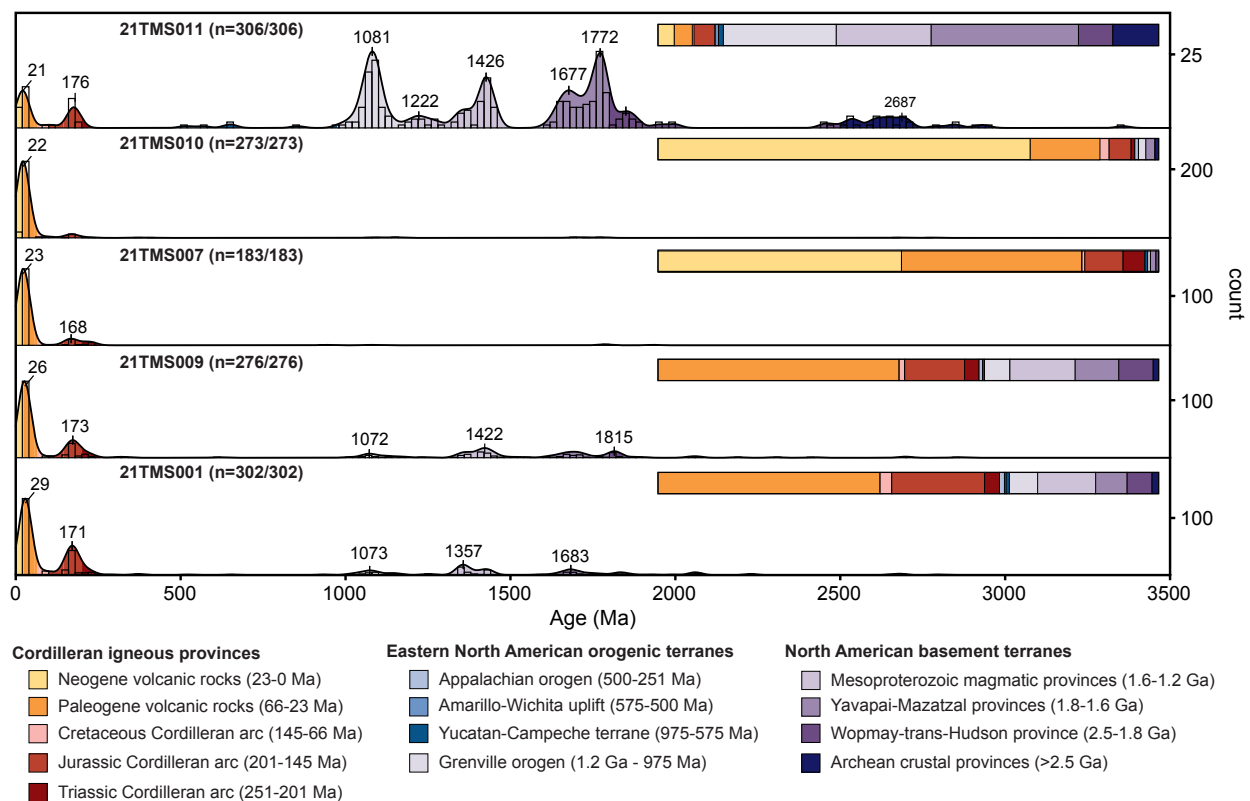 21TMS011 (n=306/306)
21
176
1081
1222
1426
1677
1772
2687
25
21TMS010 (n=273/273)
22
200
21TMS007 (n=183/183)
23
168
100
count
21TMS009 (n=276/276)
26
173
1072
1422
1815
100
21TMS001 (n=302/302)
29
171
1073
1357
1683
100
0 500 1000 1500 2000 2500 3000 3500
Age (Ma)
Cordilleran igneous provinces
Neogene volcanic rocks (23-0 Ma)
Paleogene volcanic rocks (66-23 Ma)
Cretaceous Cordilleran arc (145-66 Ma)
Jurassic Cordilleran arc (201-145 Ma)
Triassic Cordilleran arc (251-201 Ma)
Eastern North American orogenic terranes
Appalachian orogen (500-251 Ma)
Amarillo-Wichita uplift (575-500 Ma)
Yucatan-Campeche terrane (975-575 Ma)
Grenville orogen (1.2 Ga - 975 Ma)
North American basement terranes
Mesoproterozoic magmatic provinces (1.6-1.2 Ga)
Yavapai-Mazatzal provinces (1.8-1.6 Ga)
Wopmay-trans-Hudson province (2.5-1.8 Ga)
Archean crustal provinces (>2.5 Ga)